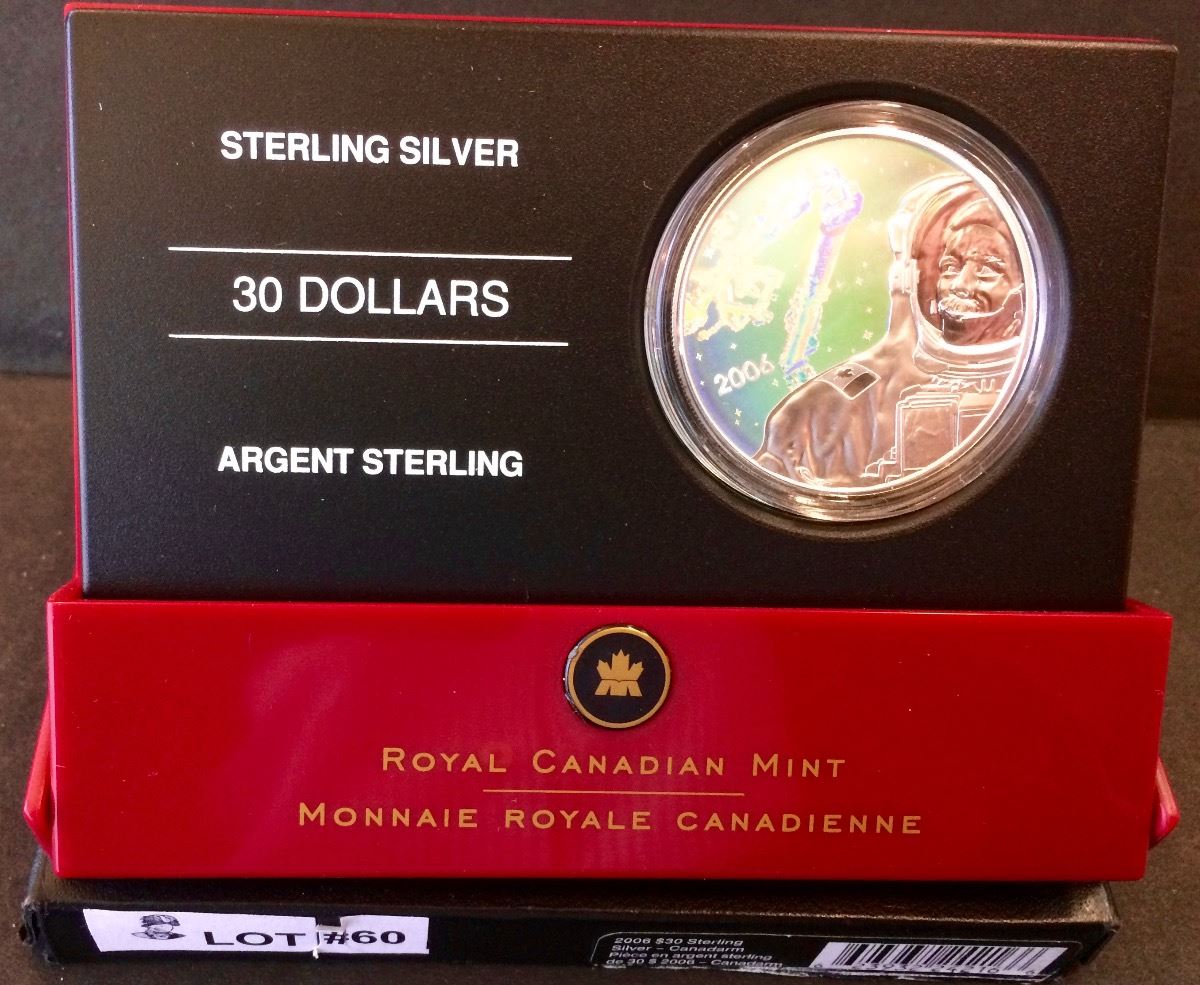 STERLING SILVER
30 DOLLARS
ARGENT STERLING
2006
ROYAL CANADIAN MINT
MONNAIE ROYALE CANADIENNE
LOT #60
2006 $30 Sterling
Silver - Canadarm
Pièce en argent sterling
de 30 $ 2006 - Canadarm